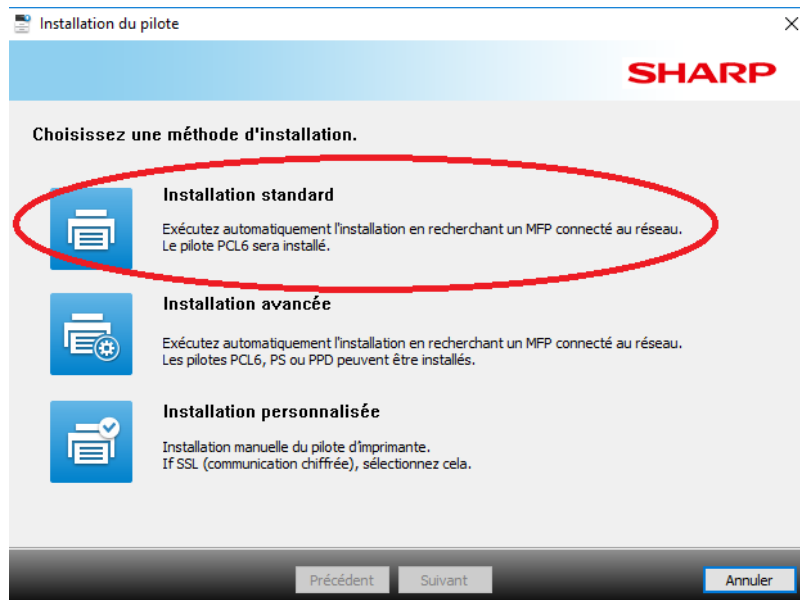 Installation du pilote
SHARP
Choisissez une méthode d'installation.
Installation standard
Exécutez automatiquement l'installation en recherchant un MFP connecté au réseau.
Le pilote PCL6 sera installé.
Installation avancée
Exécutez automatiquement l'installation en recherchant un MFP connecté au réseau.
Les pilotes PCL6, PS ou PPD peuvent être installés.
Installation personnalisée
Installation manuelle du pilote d'imprimante.
If SSL (communication chiffrée), sélectionnez cela.
Précédent Suivant Annuler